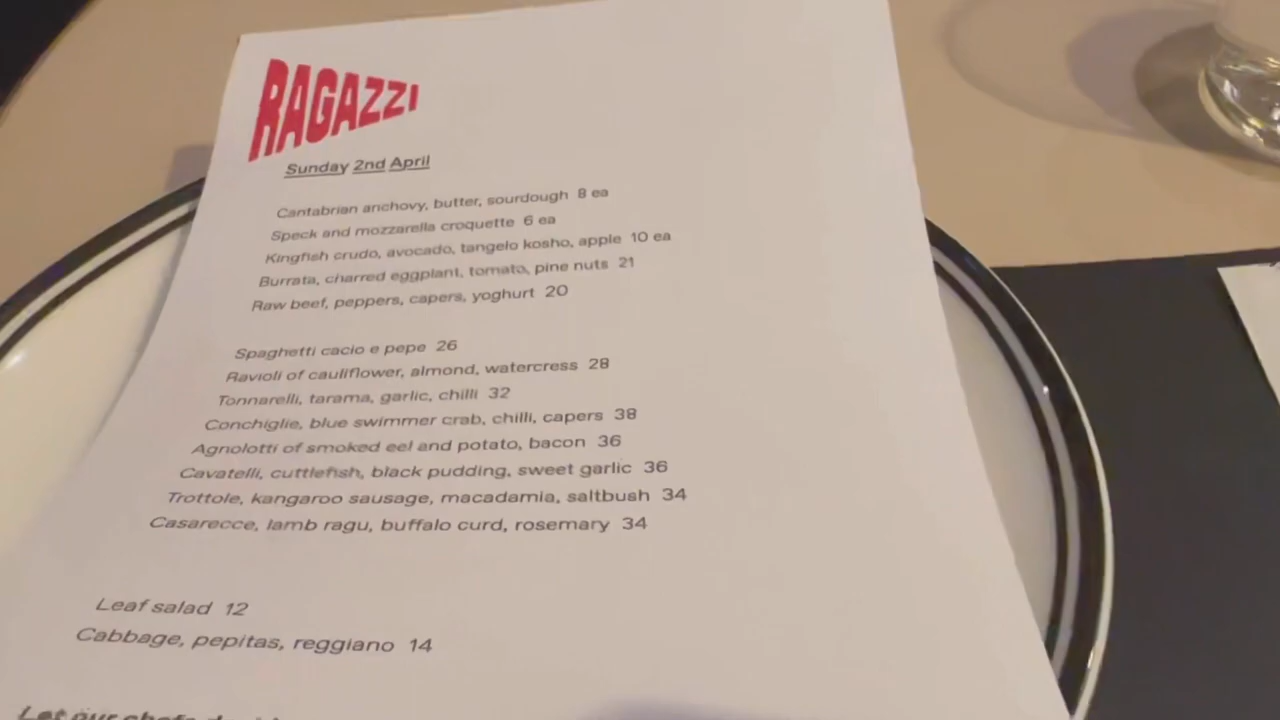 RAGAZZI
Sunday 2nd April
Cantabrian anchovy, butter, sourdough 8 ea
Speck and mozzarella croquette 6 ea
Kingfish crudo, avocado, tangelo kosho, apple 10 ea
Burrata, charred eggplant, tomato, pine nuts 21
Raw beef, peppers, capers, yoghurt 20
Spaghetti cacio e pepe 26
Ravioli of cauliflower, almond, watercress 28
Tonnarelli, tarama, garlic, chilli 32
Conchiglie, blue swimmer crab, chilli, capers 38
Agnolotti of smoked eel and potato, bacon 36
Cavatelli, cuttlefish, black pudding, sweet garlic 36
Trottole, kangaroo sausage, macadamia, saltbush 34
Casarecce, lamb ragu, buffalo curd, rosemary 34
Leaf salad 12
Cabbage, pepitas, reggiano 14
Let our chefs